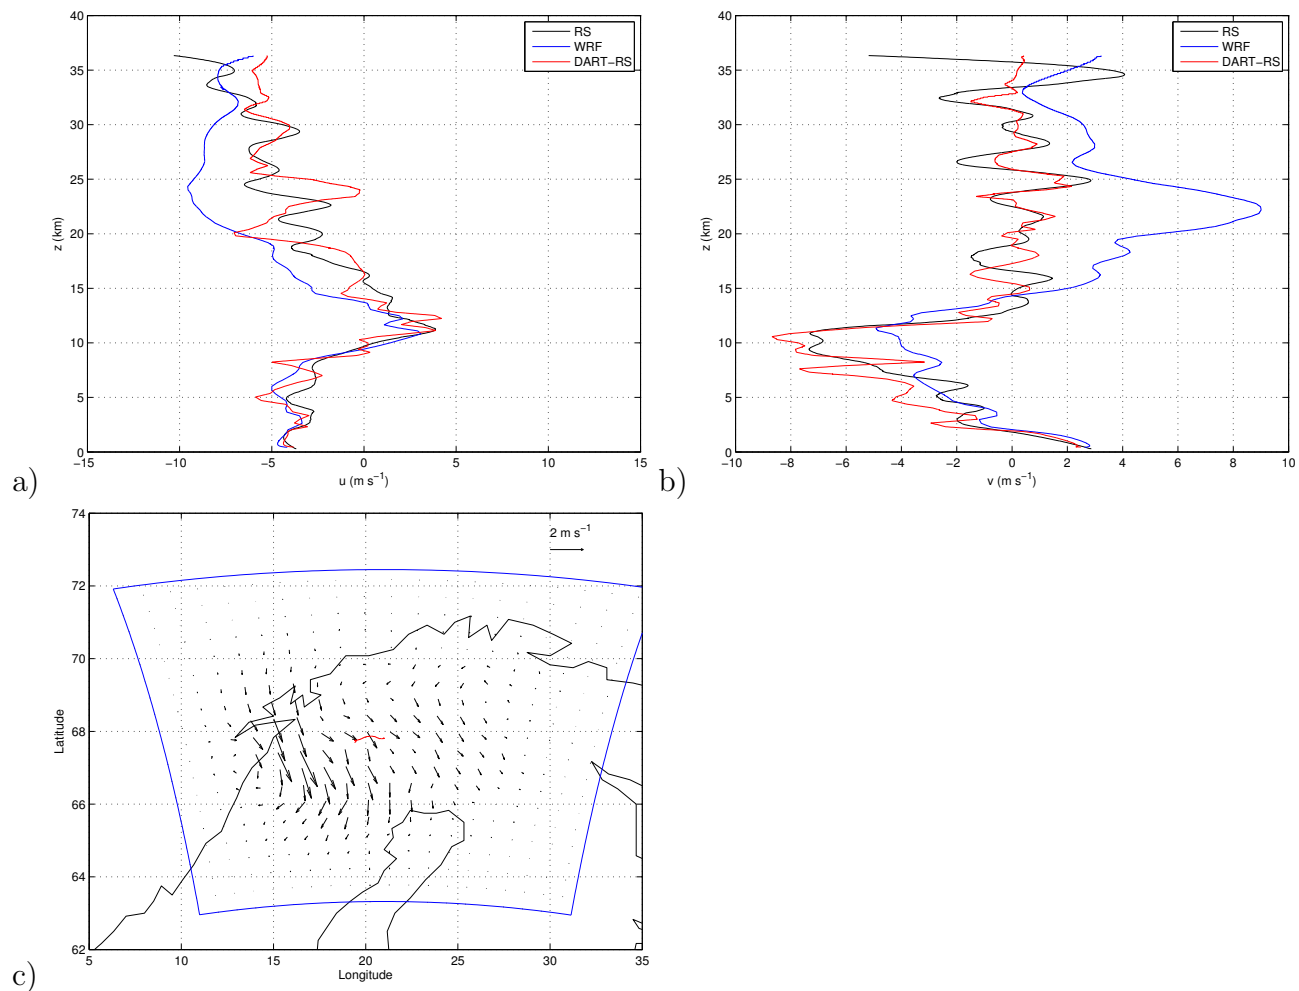 40
35
30
25
20
15
10
5
0
z (km)
−15 −10 −5 0 5 10 15
u (m s⁻¹)
RS
WRF
DART−RS
a)
40
35
30
25
20
15
10
5
0
z (km)
−10 −8 −6 −4 −2 0 2 4 6 8 10
v (m s⁻¹)
RS
WRF
DART−RS
b)
74
72
70
68
66
64
62
Latitude
2 m s⁻¹
5 10 15 20 25 30 35
Longitude
c)